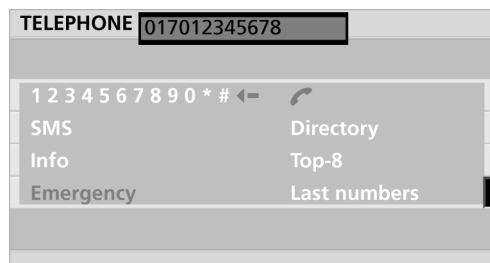 TELEPHONE 017012345678
1 2 3 4 5 6 7 8 9 0 * #
SMS Directory
Info Top-8
Emergency Last numbers